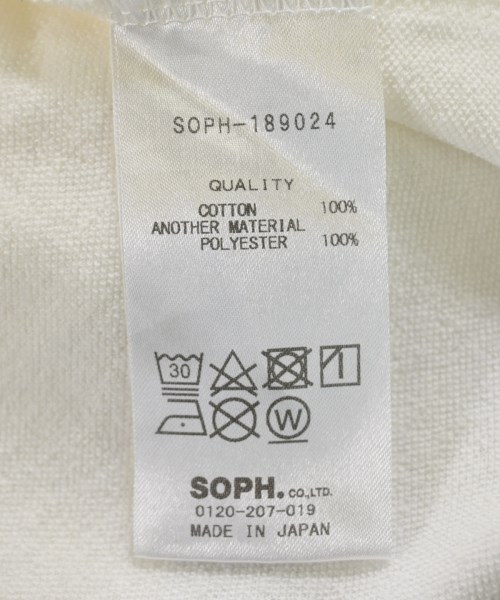 SOPH-189024
QUALITY
COTTON 100%
ANOTHER MATERIAL
POLYESTER 100%
30
W
SOPH. CO.,LTD.
0120-207-019
MADE IN JAPAN